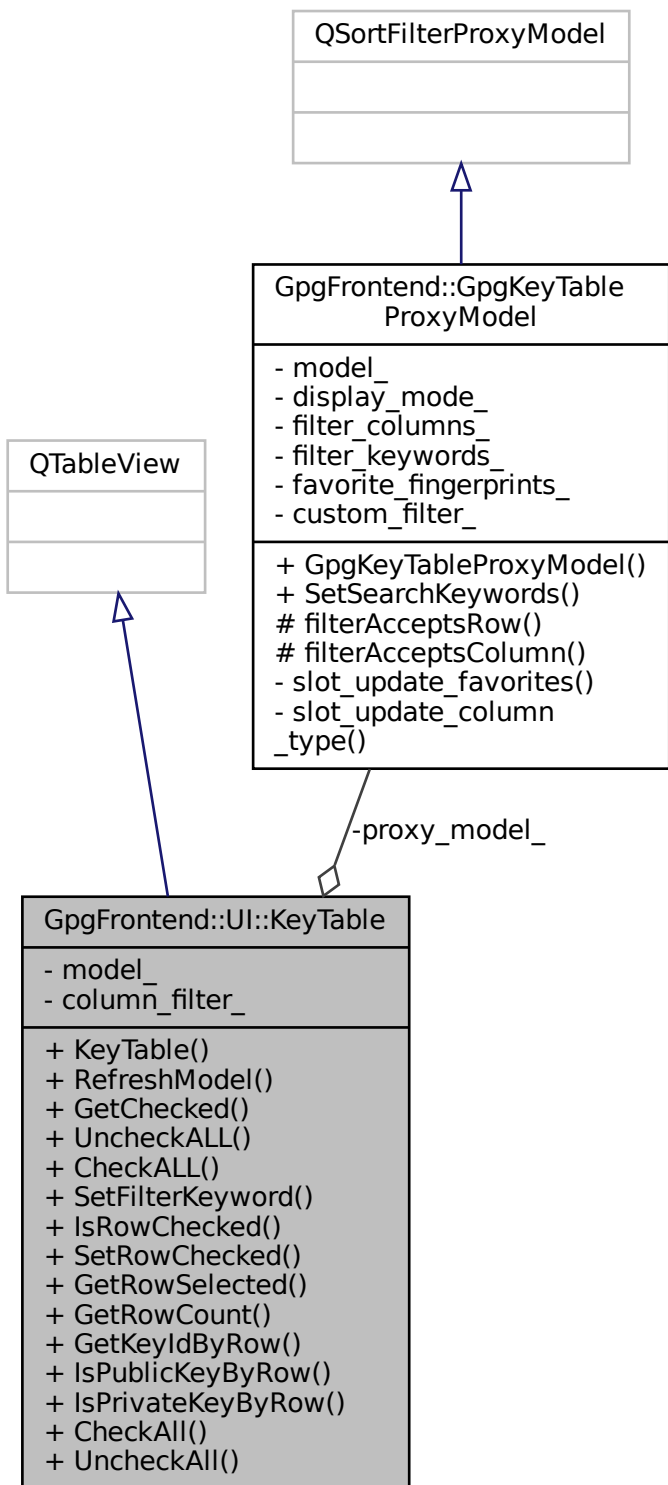 QSortFilterProxyModel
GpgFrontend::GpgKeyTable
ProxyModel
- model_
- display_mode_
- filter_columns_
- filter_keywords_
- favorite_fingerprints_
- custom_filter_
+ GpgKeyTableProxyModel()
+ SetSearchKeywords()
# filterAcceptsRow()
# filterAcceptsColumn()
- slot_update_favorites()
- slot_update_column
_type()
QTableView
-proxy_model_
GpgFrontend::UI::KeyTable
- model_
- column_filter_
+ KeyTable()
+ RefreshModel()
+ GetChecked()
+ UncheckALL()
+ CheckALL()
+ SetFilterKeyword()
+ IsRowChecked()
+ SetRowChecked()
+ GetRowSelected()
+ GetRowCount()
+ GetKeyIdByRow()
+ IsPublicKeyByRow()
+ IsPrivateKeyByRow()
+ CheckAll()
+ UncheckAll()